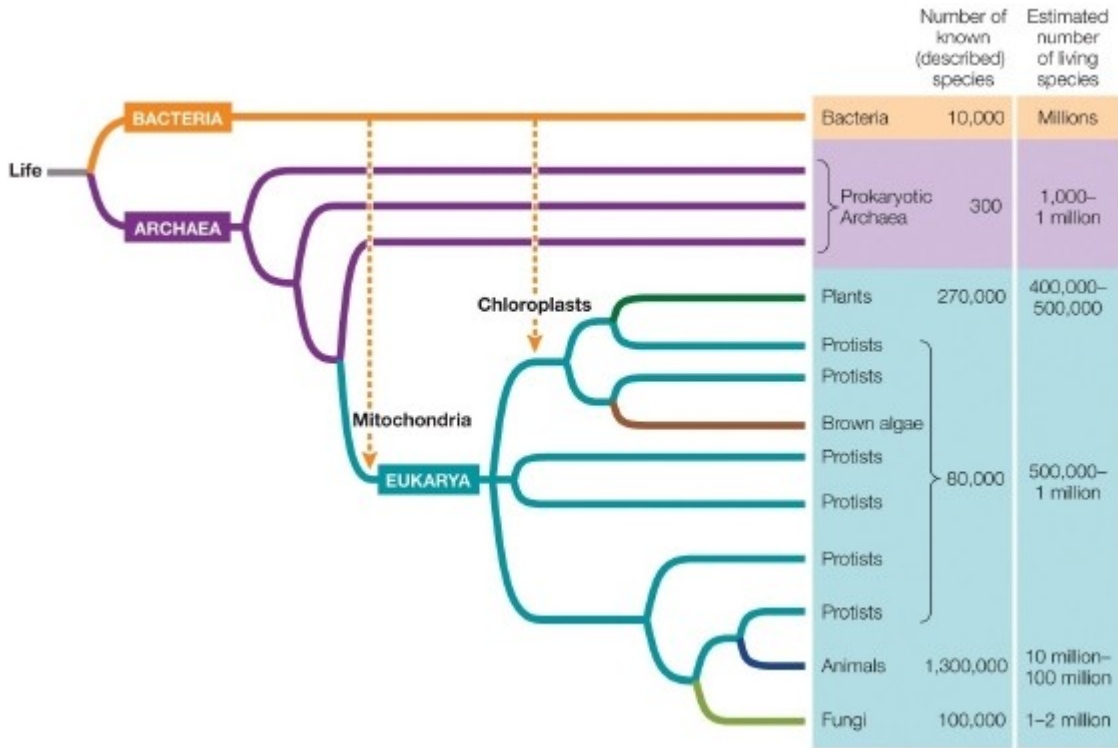 Number of
known
(described)
species
Estimated
number
of living
species
BACTERIA
Bacteria 10,000 Millions
Life
ARCHAEA
Prokaryotic
Archaea
300
1,000–
1 million
Chloroplasts
Plants 270,000
400,000–
500,000
Protists
Protists
Mitochondria
Brown algae
Protists
EUKARYA
80,000
500,000–
1 million
Protists
Protists
Protists
Animals 1,300,000
10 million–
100 million
Fungi 100,000 1–2 million